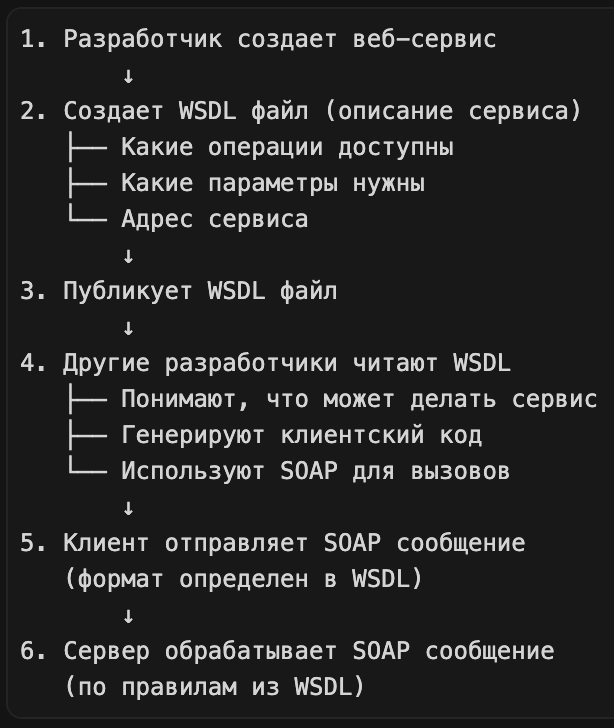 1. Разработчик создает веб-сервис
↓
2. Создает WSDL файл (описание сервиса)
├── Какие операции доступны
├── Какие параметры нужны
└── Адрес сервиса
↓
3. Публикует WSDL файл
↓
4. Другие разработчики читают WSDL
├── Понимают, что может делать сервис
├── Генерируют клиентский код
└── Используют SOAP для вызовов
↓
5. Клиент отправляет SOAP сообщение
(формат определен в WSDL)
↓
6. Сервер обрабатывает SOAP сообщение
(по правилам из WSDL)